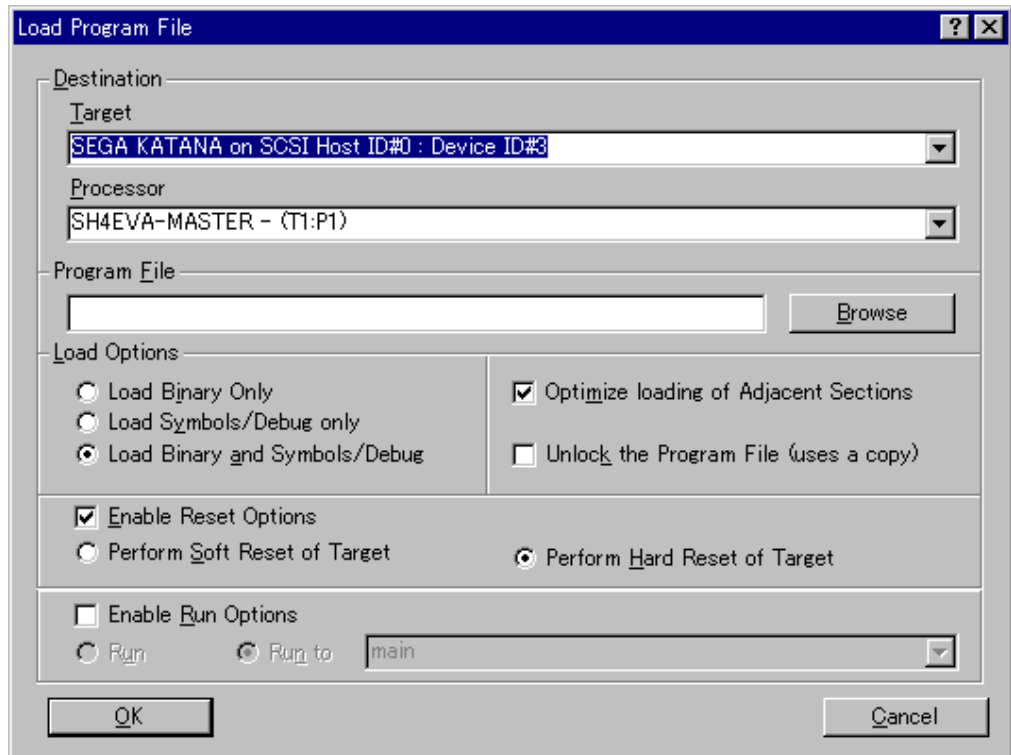 Load Program File
Destination
Target
SEGA KATANA on SCSI Host ID#0 : Device ID#3
Processor
SH4EVA-MASTER - (T1:P1)
Program File
Browse
Load Options
Load Binary Only
Load Symbols/Debug only
Load Binary and Symbols/Debug
Optimize loading of Adjacent Sections
Unlock the Program File (uses a copy)
Enable Reset Options
Perform Soft Reset of Target
Perform Hard Reset of Target
Enable Run Options
Run
Run to
main
OK
Cancel